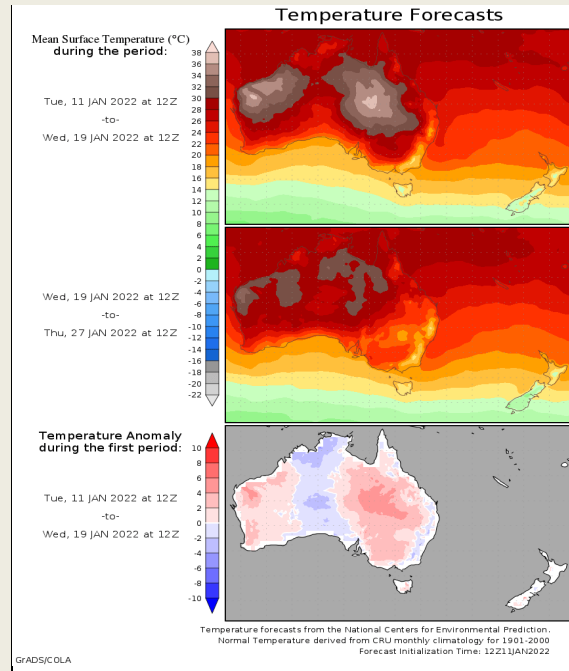 Temperature Forecasts
Mean Surface Temperature (°C)
during the period:
38
36
34
32
30
28
26
24
22
20
18
16
14
12
10
8
6
4
2
0
-2
-4
-6
-8
-10
-12
-14
-16
-18
-20
-22
Tue, 11 JAN 2022 at 12Z
-to-
Wed, 19 JAN 2022 at 12Z
Wed, 19 JAN 2022 at 12Z
-to-
Thu, 27 JAN 2022 at 12Z
Temperature Anomaly
during the first period:
10
8
6
4
2
0
-2
-4
-6
-8
-10
Tue, 11 JAN 2022 at 12Z
-to-
Wed, 19 JAN 2022 at 12Z
Temperature forecasts from the National Centers for Environmental Prediction.
Normal Temperature derived from CRU monthly climatology for 1901-2000
Forecast Initialization Time: 12Z11JAN2022
GrADS/COLA